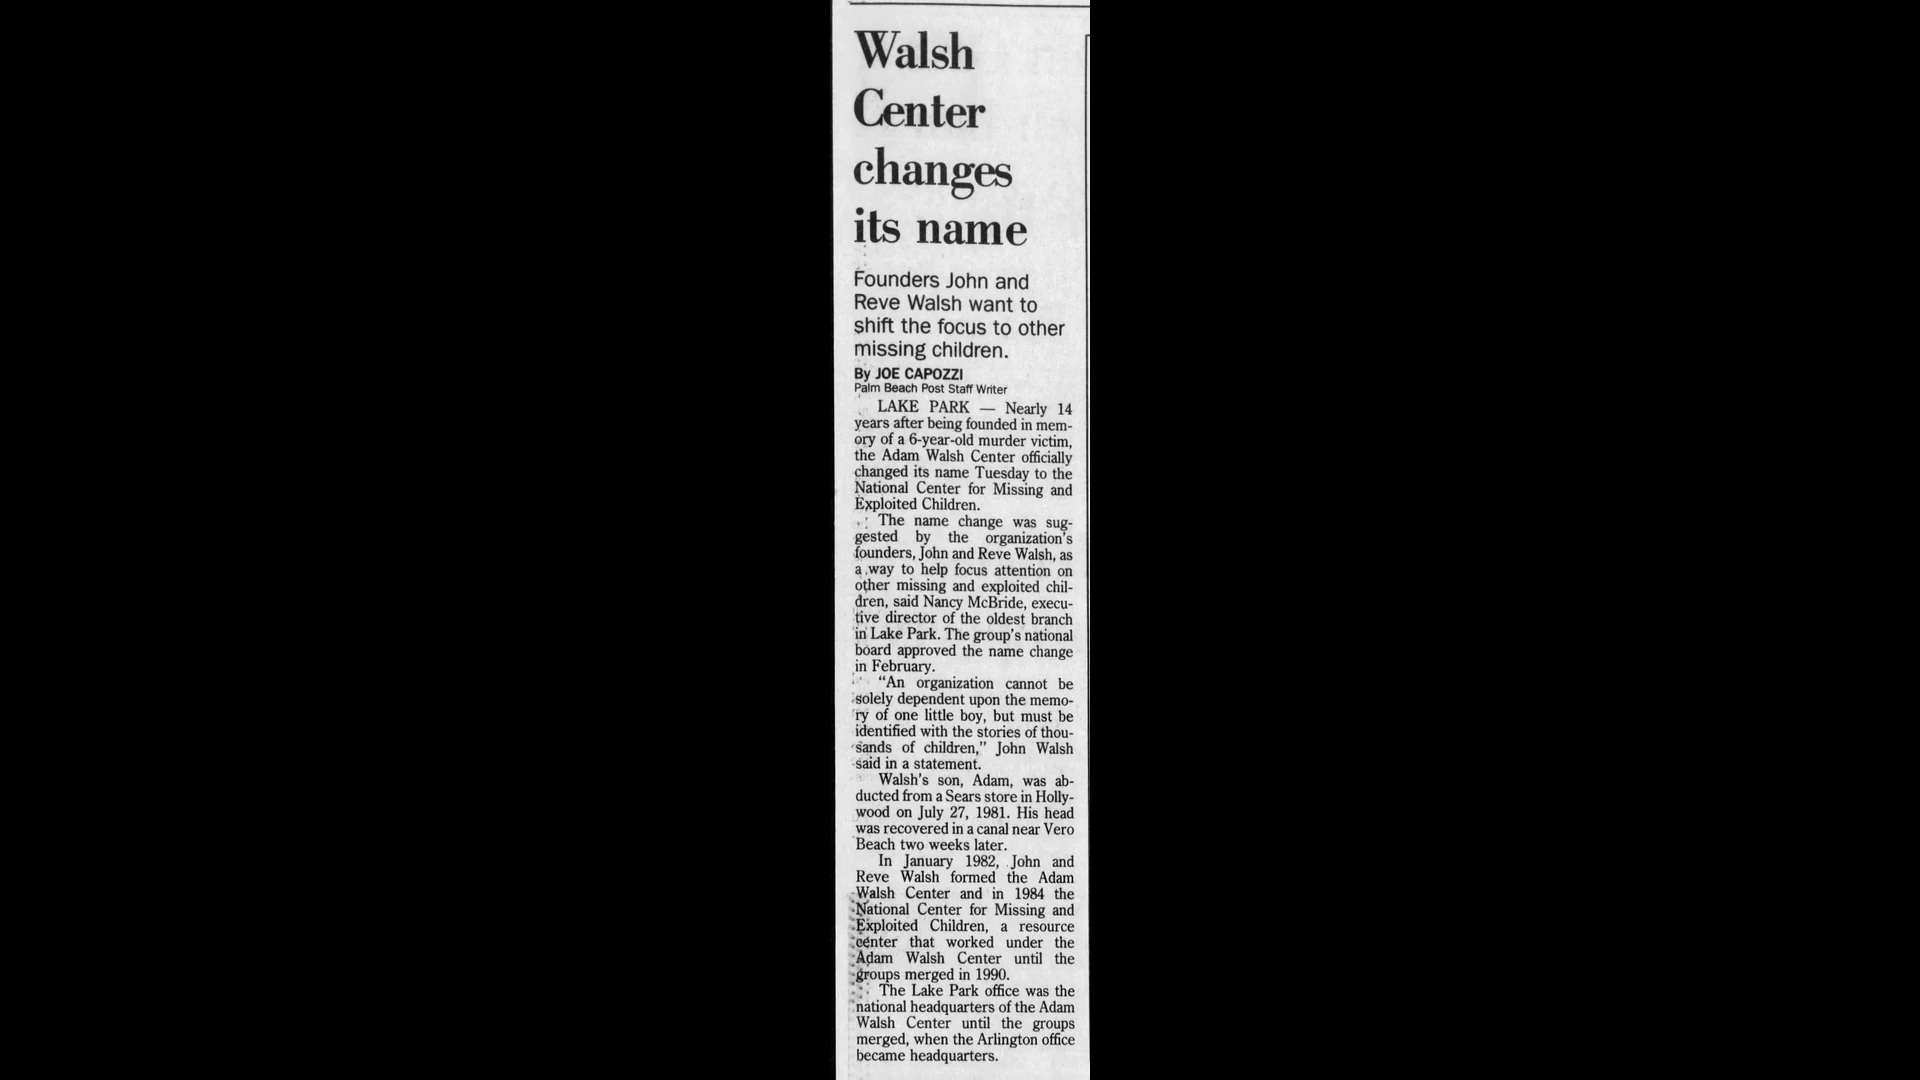 Walsh
Center
changes
its name
Founders John and
Reve Walsh want to
shift the focus to other
missing children.
By JOE CAPOZZI
Palm Beach Post Staff Writer
LAKE PARK — Nearly 14
years after being founded in mem-
ory of a 6-year-old murder victim,
the Adam Walsh Center officially
changed its name Tuesday to the
National Center for Missing and
Exploited Children.
The name change was sug-
gested by the organization's
founders, John and Reve Walsh, as
a way to help focus attention on
other missing and exploited chil-
dren, said Nancy McBride, execu-
tive director of the oldest branch
in Lake Park. The group's national
board approved the name change
in February.
“An organization cannot be
solely dependent upon the memo-
ry of one little boy, but must be
identified with the stories of thou-
sands of children,” John Walsh
said in a statement.
Walsh's son, Adam, was ab-
ducted from a Sears store in Holly-
wood on July 27, 1981. His head
was recovered in a canal near Vero
Beach two weeks later.
In January 1982, John and
Reve Walsh formed the Adam
Walsh Center and in 1984 the
National Center for Missing and
Exploited Children, a resource
center that worked under the
Adam Walsh Center until the
groups merged in 1990.
The Lake Park office was the
national headquarters of the Adam
Walsh Center until the groups
merged, when the Arlington office
became headquarters.